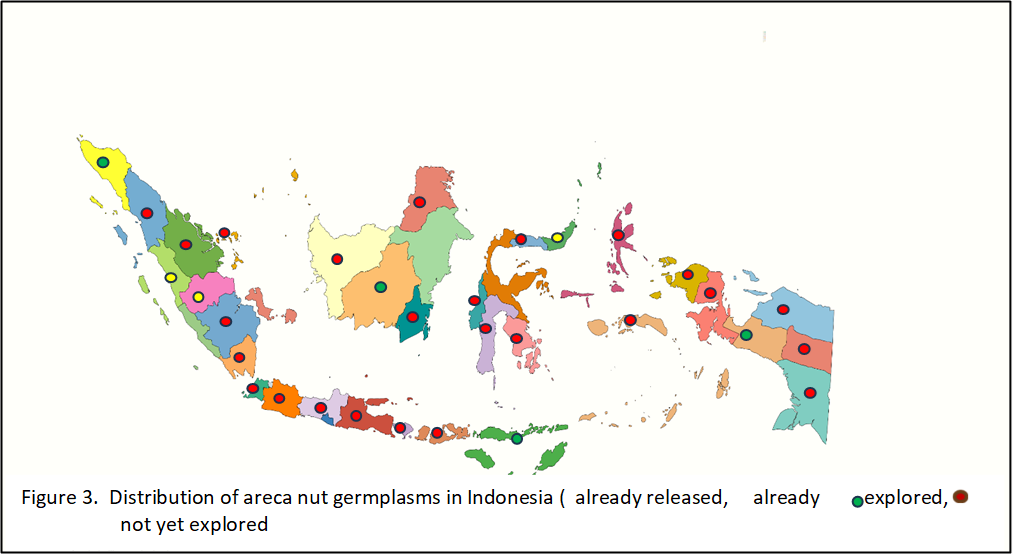 Figure 3. Distribution of areca nut germplasms in Indonesia ( already released, already explored,
not yet explored